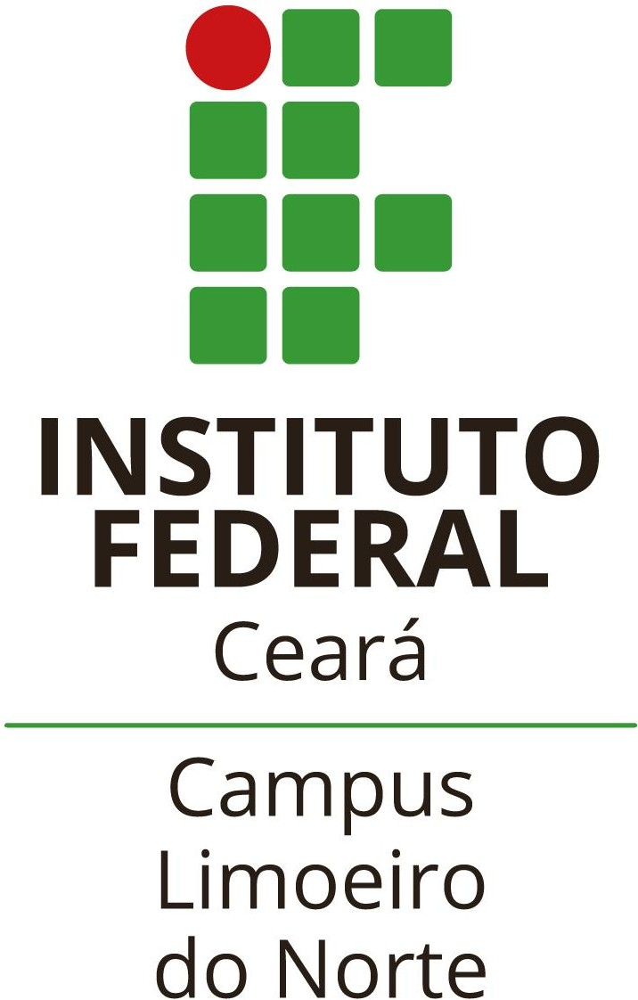 INSTITUTO
FEDERAL
Ceará
Campus
Limoeiro
do Norte